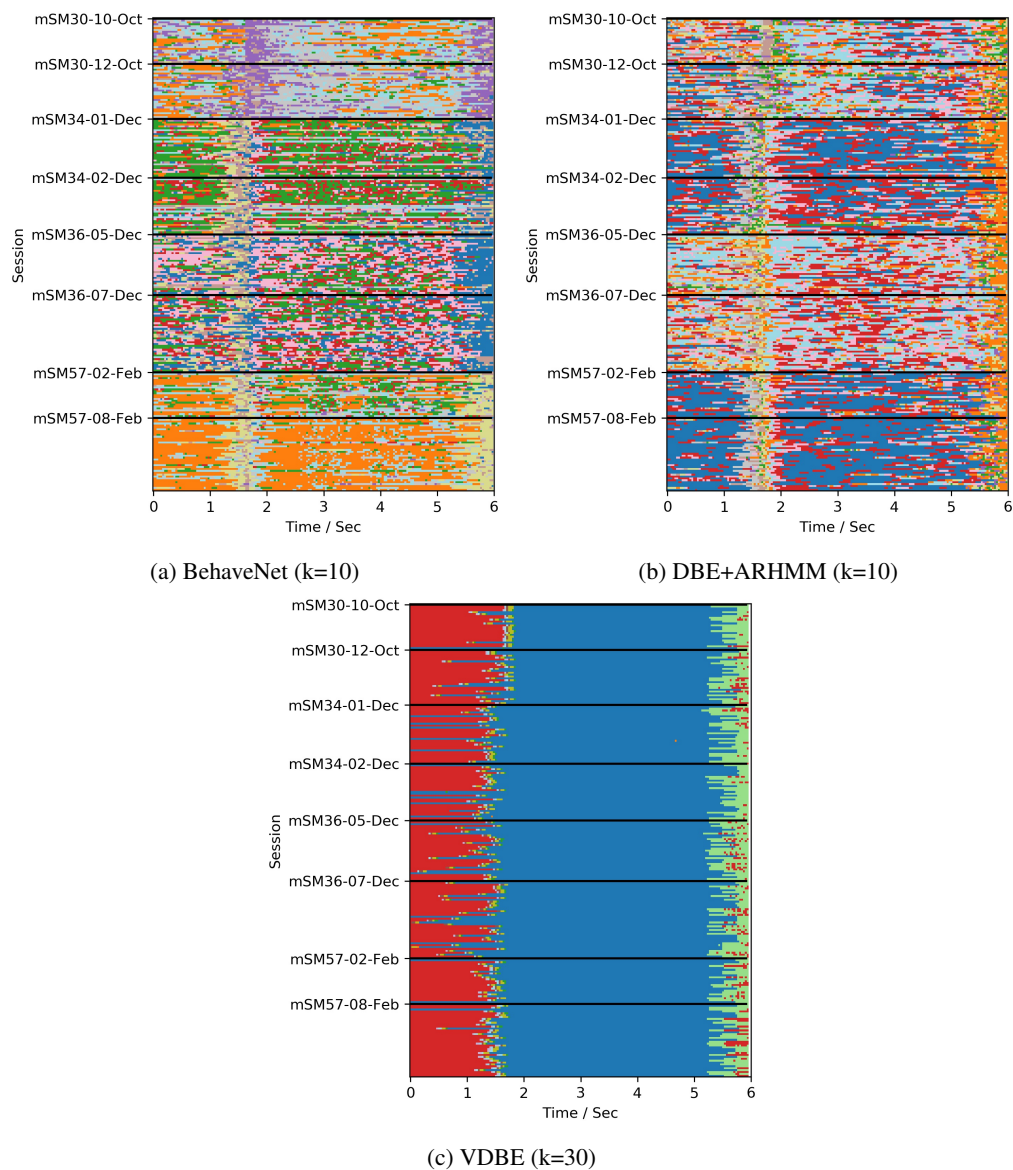 mSM30-10-Oct
mSM30-12-Oct
mSM34-01-Dec
mSM34-02-Dec
mSM36-05-Dec
mSM36-07-Dec
mSM57-02-Feb
mSM57-08-Feb
Session
0 1 2 3 4 5 6
Time / Sec
(a) BehaveNet (k=10)
mSM30-10-Oct
mSM30-12-Oct
mSM34-01-Dec
mSM34-02-Dec
mSM36-05-Dec
mSM36-07-Dec
mSM57-02-Feb
mSM57-08-Feb
Session
0 1 2 3 4 5 6
Time / Sec
(b) DBE+ARHMM (k=10)
mSM30-10-Oct
mSM30-12-Oct
mSM34-01-Dec
mSM34-02-Dec
mSM36-05-Dec
mSM36-07-Dec
mSM57-02-Feb
mSM57-08-Feb
Session
0 1 2 3 4 5 6
Time / Sec
(c) VDBE (k=30)